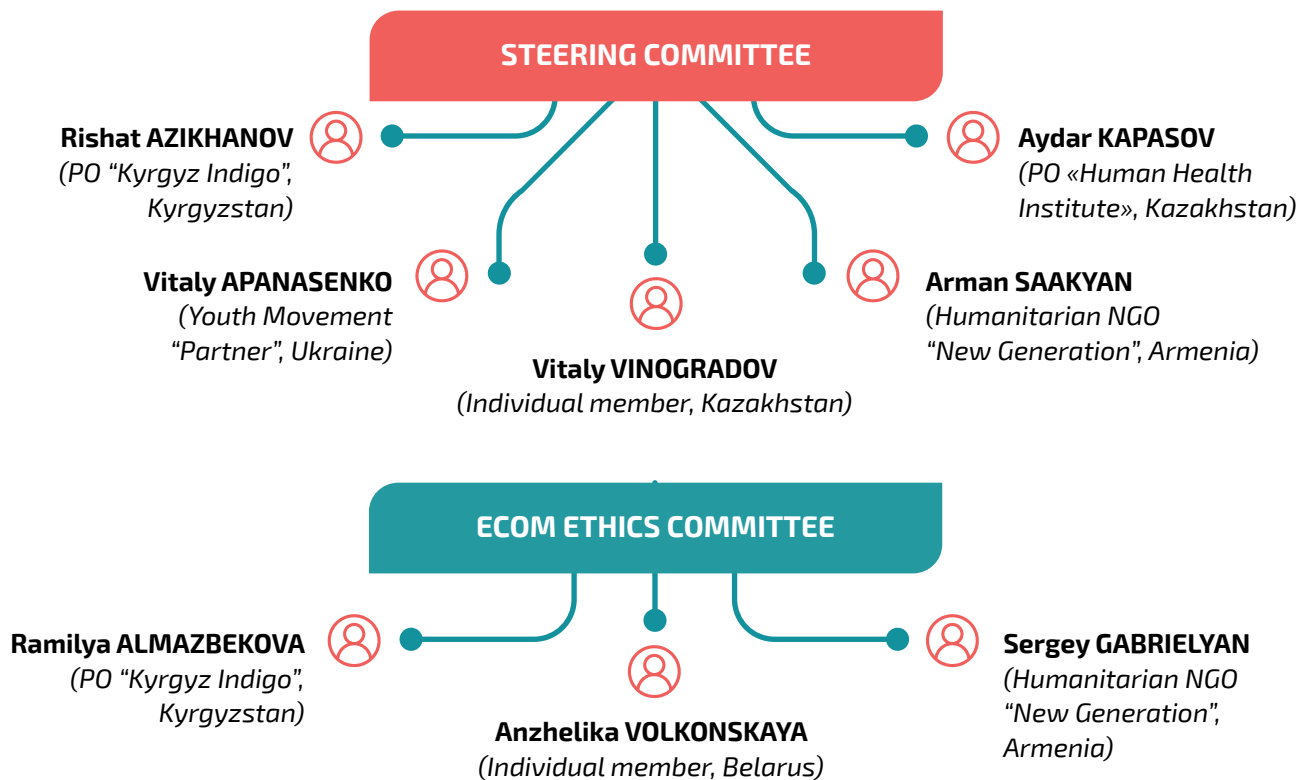 STEERING COMMITTEE
Rishat AZIKHANOV
(PO “Kyrgyz Indigo”,
Kyrgyzstan)
Aydar KAPASOV
(PO «Human Health
Institute», Kazakhstan)
Vitaly APANASENKO
(Youth Movement
“Partner”, Ukraine)
Vitaly VINOGRADOV
(Individual member, Kazakhstan)
Arman SAAKYAN
(Humanitarian NGO
“New Generation”, Armenia)
ECOM ETHICS COMMITTEE
Ramilya ALMAZBEKOVA
(PO “Kyrgyz Indigo”,
Kyrgyzstan)
Anzhelika VOLKONSKAYA
(Individual member, Belarus)
Sergey GABRIELYAN
(Humanitarian NGO
“New Generation”,
Armenia)